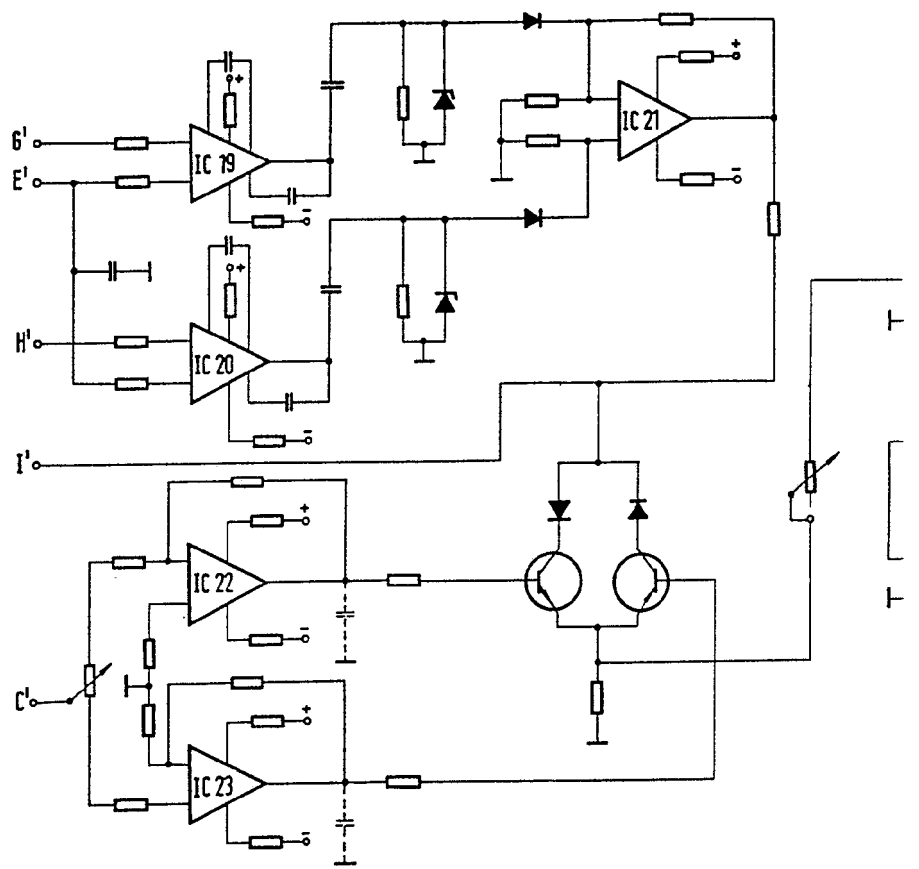 +
+
G'
IC 19
IC 21
E'
-
-
+
H'
IC 20
-
I'
+
IC 22
-
C'
+
IC 23
-